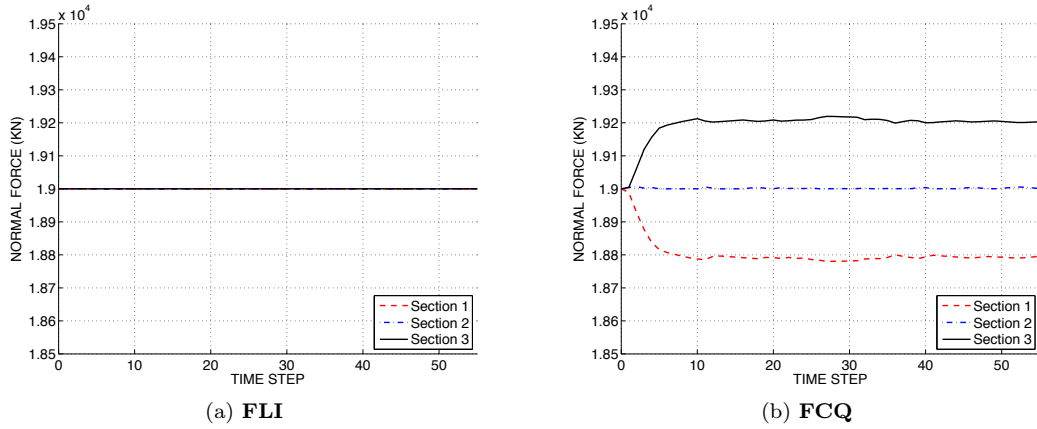 x 10⁴
1.95
1.94
1.93
1.92
1.91
1.9
1.89
1.88
1.87
1.86
1.85
NORMAL FORCE (KN)
0 10 20 30 40 50
TIME STEP
Section 1
Section 2
Section 3
(a) FLI
x 10⁴
1.95
1.94
1.93
1.92
1.91
1.9
1.89
1.88
1.87
1.86
1.85
NORMAL FORCE (KN)
0 10 20 30 40 50
TIME STEP
Section 1
Section 2
Section 3
(b) FCQ